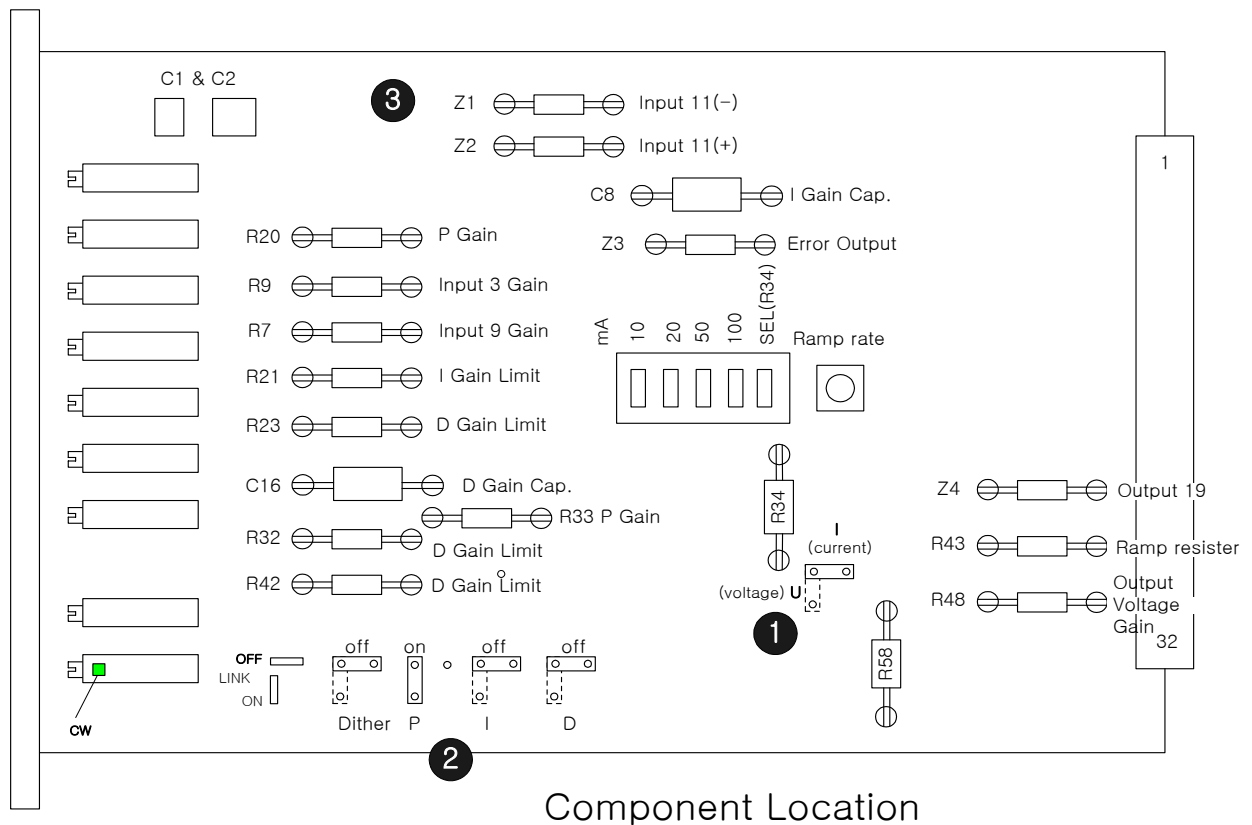 C1 & C2
3
Z1 Input 11(-)
Z2 Input 11(+)
1
C8 I Gain Cap.
R20 P Gain
Z3 Error Output
R9 Input 3 Gain
mA 10 20 50 100 SEL(R34)
R7 Input 9 Gain
Ramp rate
R21 I Gain Limit
R23 D Gain Limit
C16 D Gain Cap.
R33 P Gain
R34
Z4 Output 19
R32 D Gain Limit
I
(current)
R43 Ramp resister
R42 D Gain Limit
(voltage) U
R48 Output
Voltage
Gain
1
32
R58
OFF
LINK
ON
off on off off
Dither P I D
CW
2
Component Location